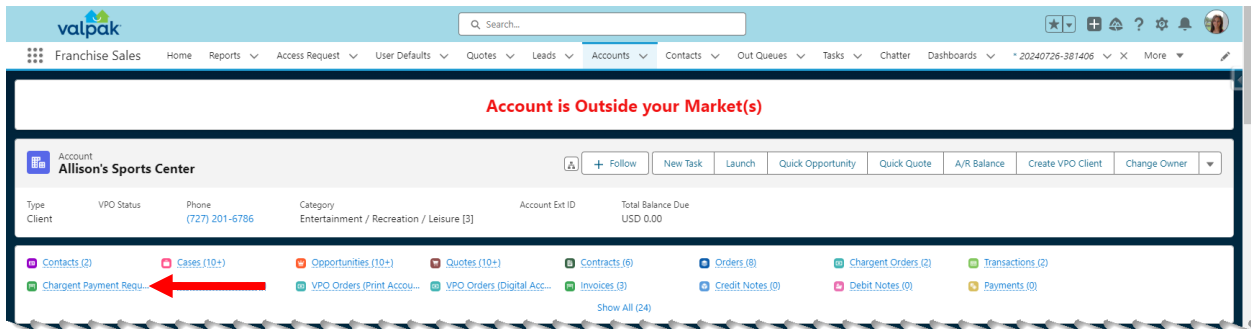 valpak
Search...
Franchise Sales Home Reports Access Request User Defaults Quotes Leads Accounts Contacts Out Queues Tasks Chatter Dashboards * 20240726-381406 More
Account is Outside your Market(s)
Account
Allison's Sports Center
+ Follow New Task Launch Quick Opportunity Quick Quote A/R Balance Create VPO Client Change Owner
Type VPO Status Phone Category Account Ext ID Total Balance Due
Client (727) 201-6786 Entertainment / Recreation / Leisure [3] USD 0.00
Contacts (2) Cases (10+) Opportunities (10+) Quotes (10+) Contracts (6) Orders (8) Chargent Orders (2) Transactions (2)
Chargent Payment Requ... VPO Orders (Print Accou... VPO Orders (Digital Acc... Invoices (3) Credit Notes (0) Debit Notes (0) Payments (0)
Show All (24)